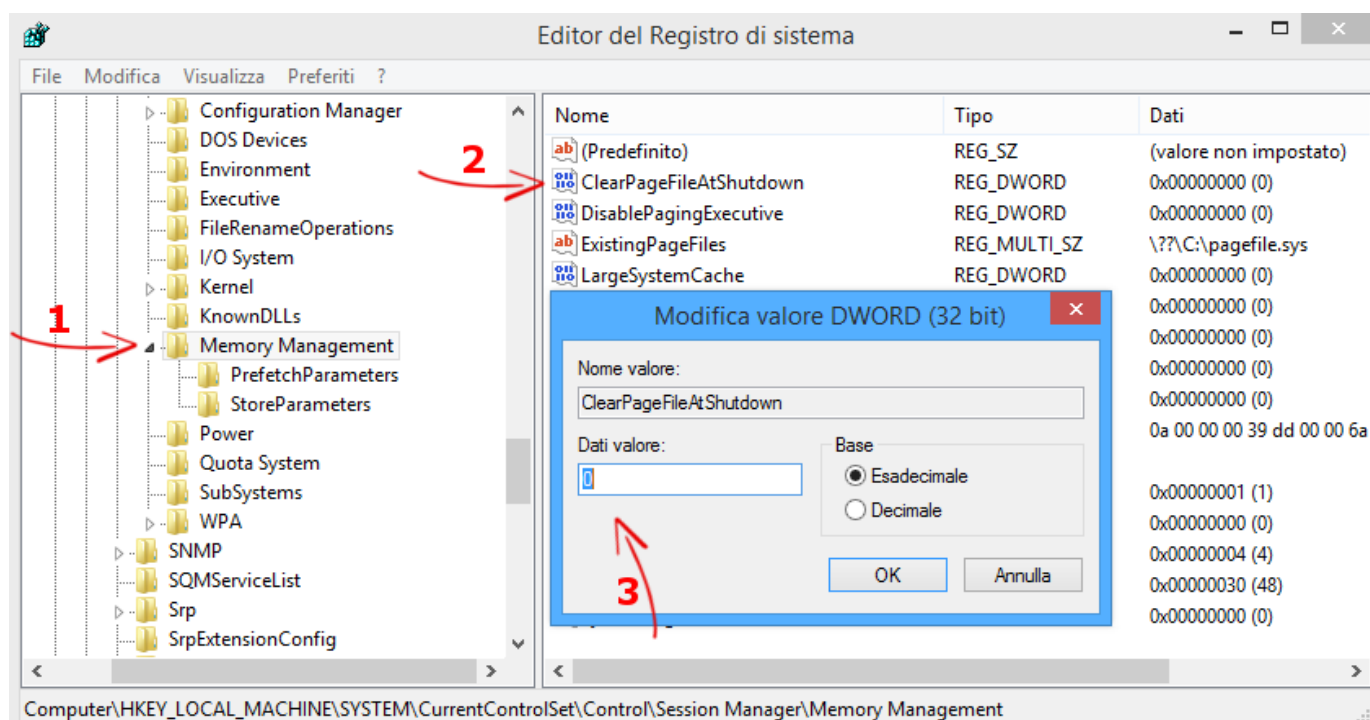 Editor del Registro di sistema
File Modifica Visualizza Preferiti ?
Configuration Manager
DOS Devices
Environment
Executive
FileRenameOperations
I/O System
Kernel
KnownDLLs
1
Memory Management
PrefetchParameters
StoreParameters
Power
Quota System
SubSystems
WPA
SNMP
SQMServiceList
Srp
SrpExtensionConfig
2
Nome Tipo Dati
(Predefinito) REG_SZ (valore non impostato)
ClearPageFileAtShutdown REG_DWORD 0x00000000 (0)
DisablePagingExecutive REG_DWORD 0x00000000 (0)
ExistingPageFiles REG_MULTI_SZ \??\C:\pagefile.sys
LargeSystemCache REG_DWORD 0x00000000 (0)
0x00000000 (0)
0x00000000 (0)
0x00000000 (0)
0x00000000 (0)
0a 00 00 00 39 dd 00 00 6a
0x00000001 (1)
0x00000000 (0)
0x00000004 (4)
0x00000030 (48)
0x00000000 (0)
Modifica valore DWORD (32 bit)
Nome valore:
ClearPageFileAtShutdown
Dati valore:
0
Base
Esadecimale
Decimale
3
OK Annulla
Computer\HKEY_LOCAL_MACHINE\SYSTEM\CurrentControlSet\Control\Session Manager\Memory Management